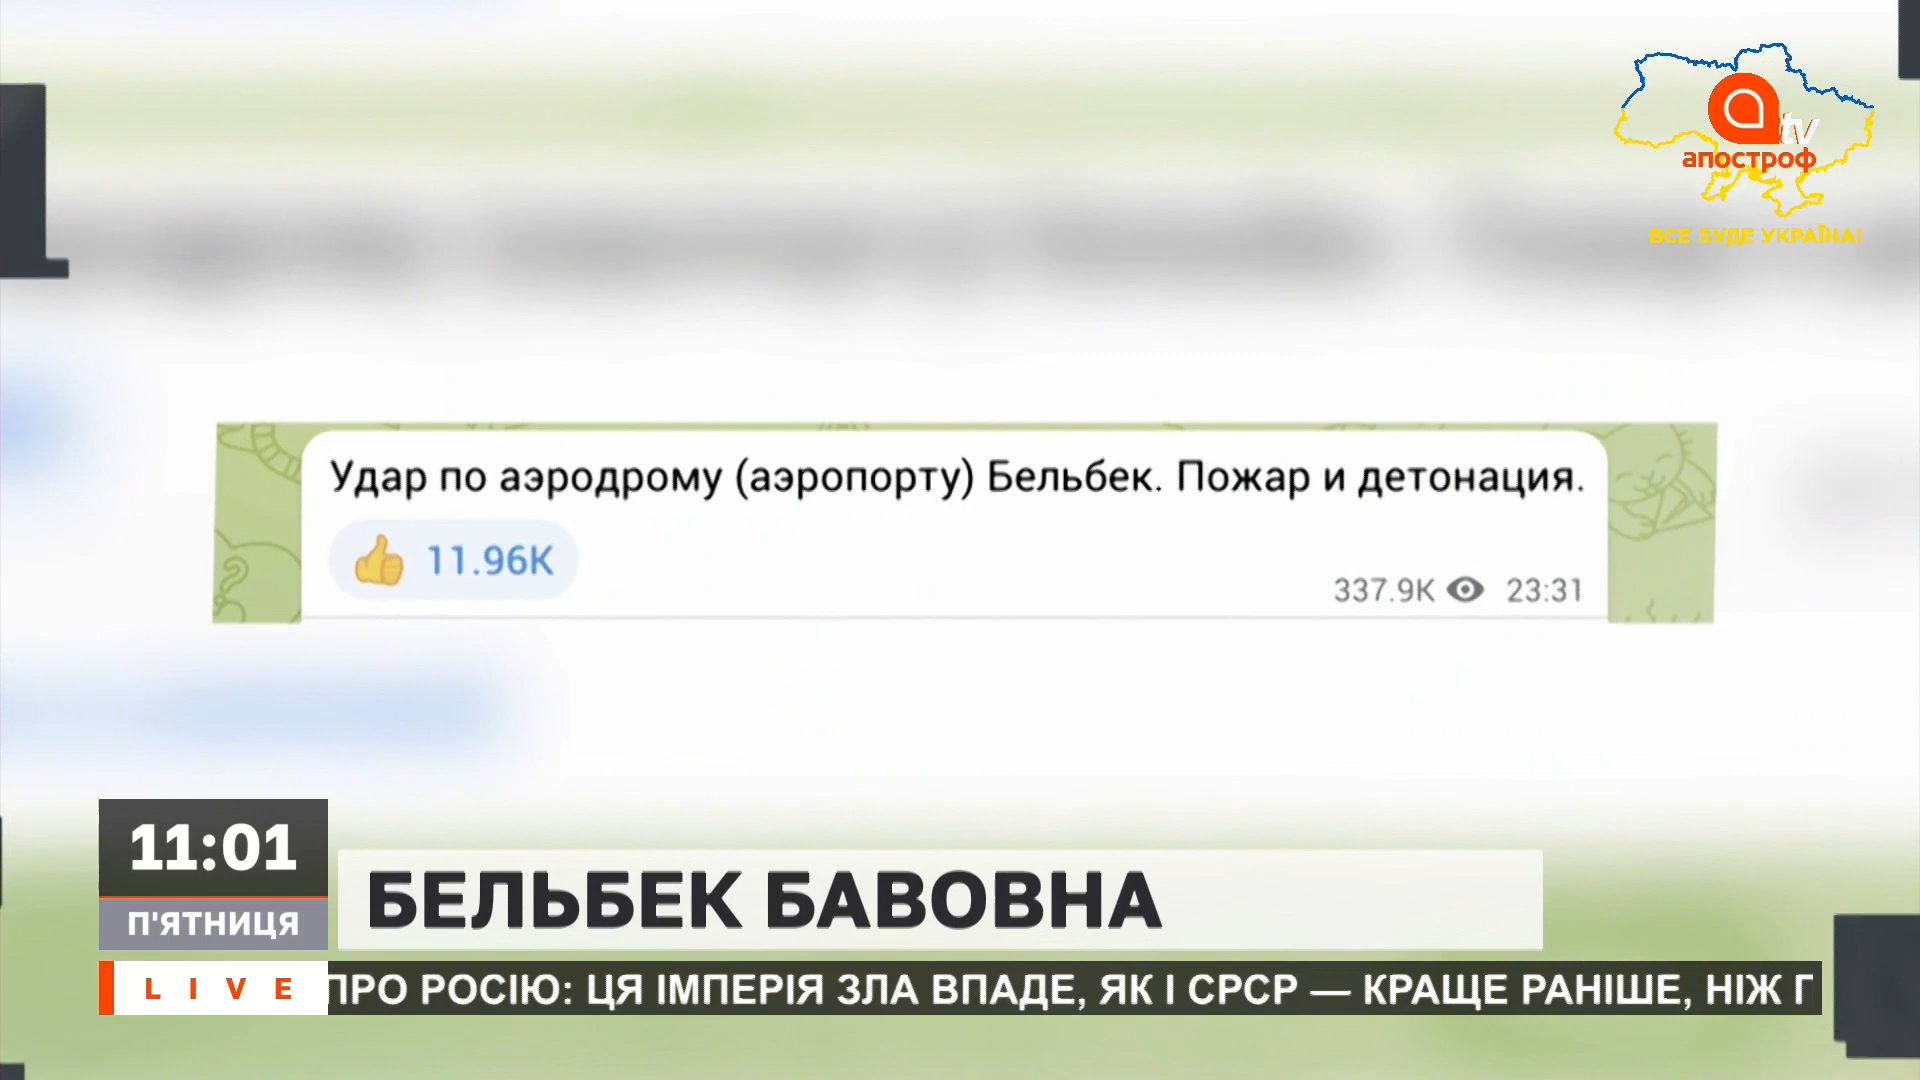 tv
апостроф
ВСЕ БУДЕ УКРАЇНА!
Удар по аэродрому (аэропорту) Бельбек. Пожар и детонация.
11.96K
337.9K 23:31
11:01
П'ЯТНИЦЯ
БЕЛЬБЕК БАВОВНА
LIVE
ПРО РОСІЮ: ЦЯ ІМПЕРІЯ ЗЛА ВПАДЕ, ЯК І СРСР — КРАЩЕ РАНІШЕ, НІЖ